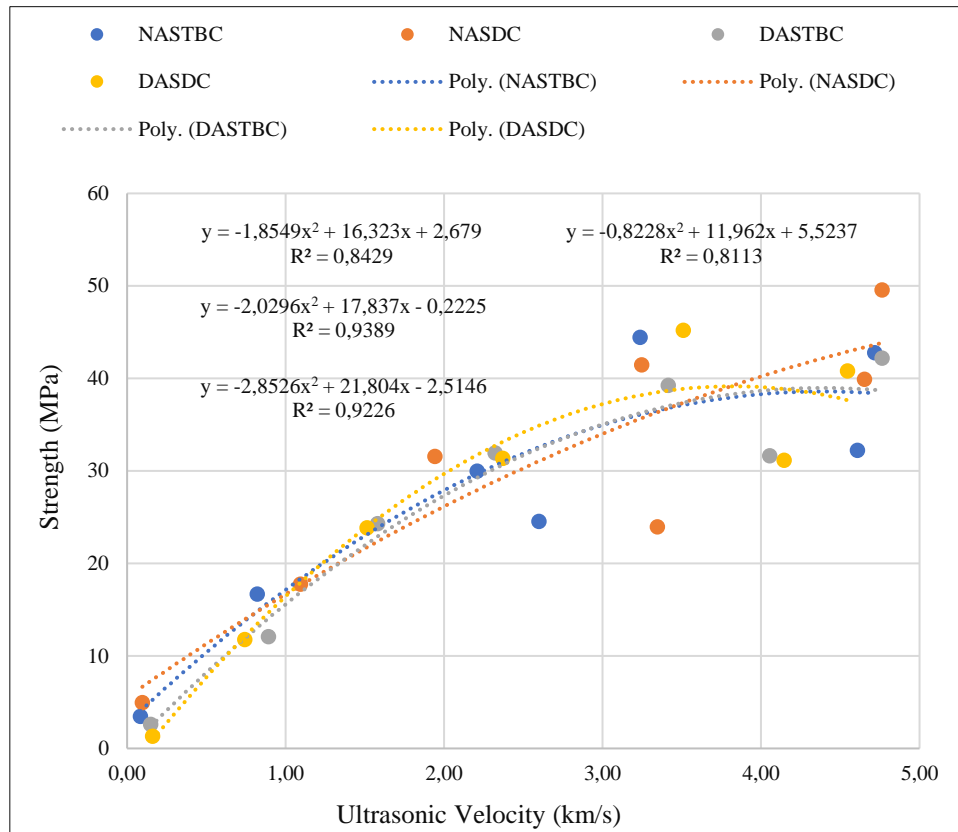 NASTBC
NASDC
DASTBC
DASDC
Poly. (NASTBC)
Poly. (NASDC)
Poly. (DASTBC)
Poly. (DASDC)
60
50
40
30
20
10
0
Strength (MPa)
y = -1,8549x² + 16,323x + 2,679
R² = 0,8429
y = -0,8228x² + 11,962x + 5,5237
R² = 0,8113
y = -2,0296x² + 17,837x - 0,2225
R² = 0,9389
y = -2,8526x² + 21,804x - 2,5146
R² = 0,9226
0,00
1,00
2,00
3,00
4,00
5,00
Ultrasonic Velocity (km/s)